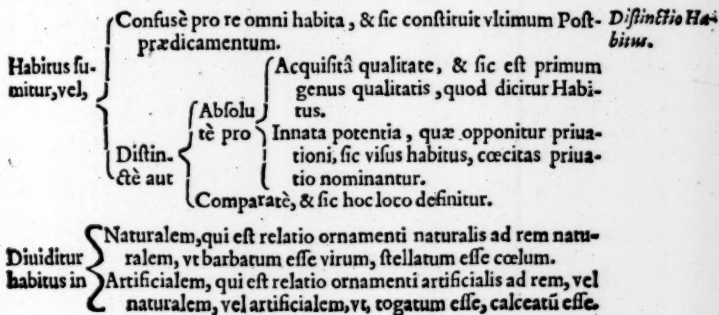 Confusè pro re omni habita, & sic constituit vltimum Post-
prædicamentum.
Distinctio Ha-
bitus.
Habitus su-
mitur, vel,
Distin-
ctè aut
Absolu
tè pro
Acquisitâ qualitate, & sic est primum
genus qualitatis, quod dicitur Habi-
tus.
Innata potentia, quæ opponitur priua-
tioni, sic visus habitus, cœcitas priua-
tio nominantur.
Comparatè, & sic hoc loco definitur.
Diuiditur
habitus in
Naturalem, qui est relatio ornamenti naturalis ad rem natu-
ralem, vt barbatum esse virum, stellatum esse cœlum.
Artificialem, qui est relatio ornamenti artificialis ad rem, vel
naturalem, vel artificialem, vt, togatum esse, calceatū esse.